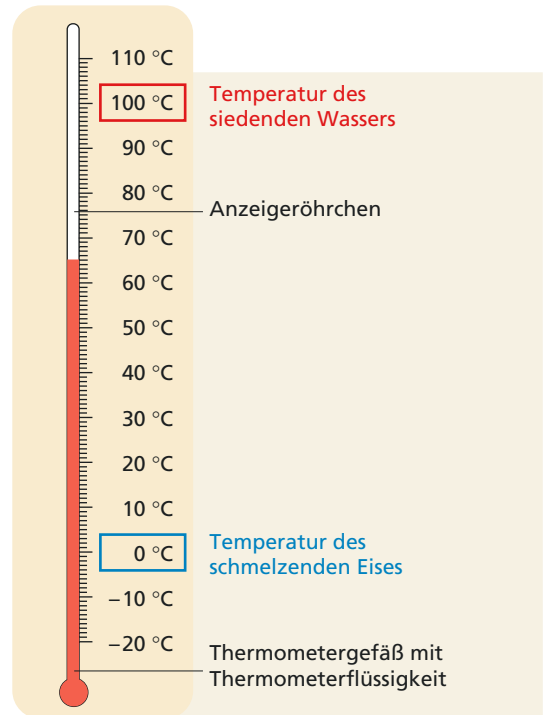 110 °C
100 °C
Temperatur des
siedenden Wassers
90 °C
80 °C
Anzeigeröhrchen
70 °C
60 °C
50 °C
40 °C
30 °C
20 °C
10 °C
0 °C
Temperatur des
schmelzenden Eises
–10 °C
–20 °C
Thermometergefäß mit
Thermometerflüssigkeit